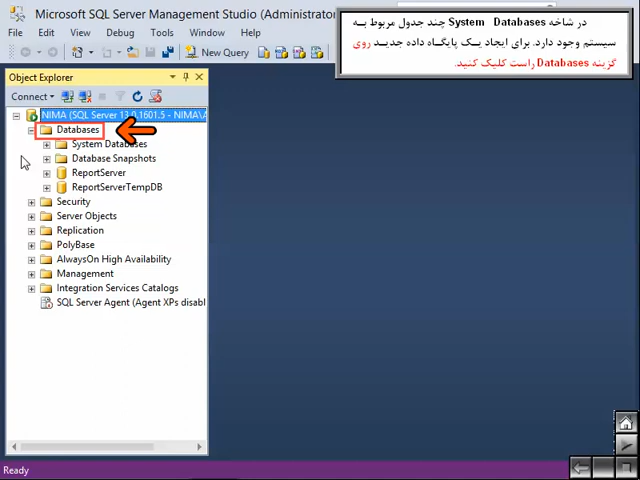 Microsoft SQL Server Management Studio (Administrator
File Edit View Debug Tools Window Help
New Query
در شاخه System Databases چند جدول مربوط به
سیستم وجود دارد. برای ایجاد یک پایگاه داده جدید روی
گزینه Databases راست کلیک کنید.
Object Explorer
Connect
NIMA (SQL Server 13.0.1601.5 - NIMA\A
Databases
System Databases
Database Snapshots
ReportServer
ReportServerTempDB
Security
Server Objects
Replication
PolyBase
AlwaysOn High Availability
Management
Integration Services Catalogs
SQL Server Agent (Agent XPs disabl
Ready